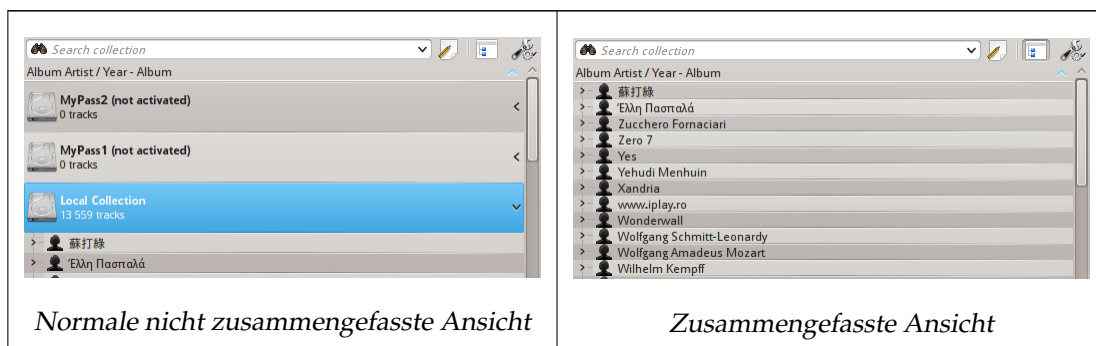 Search collection
Album Artist / Year - Album
MyPass2 (not activated)
0 tracks
MyPass1 (not activated)
0 tracks
Local Collection
13 559 tracks
蘇打綠
Έλλη Πασπαλά
Normale nicht zusammengefasste Ansicht
Search collection
Album Artist / Year - Album
蘇打綠
Έλλη Πασπαλά
Zucchero Fornaciari
Zero 7
Yes
Yehudi Menhuin
Xandria
www.iplay.ro
Wonderwall
Wolfgang Schmitt-Leonardy
Wolfgang Amadeus Mozart
Wilhelm Kempff
Zusammengefasste Ansicht